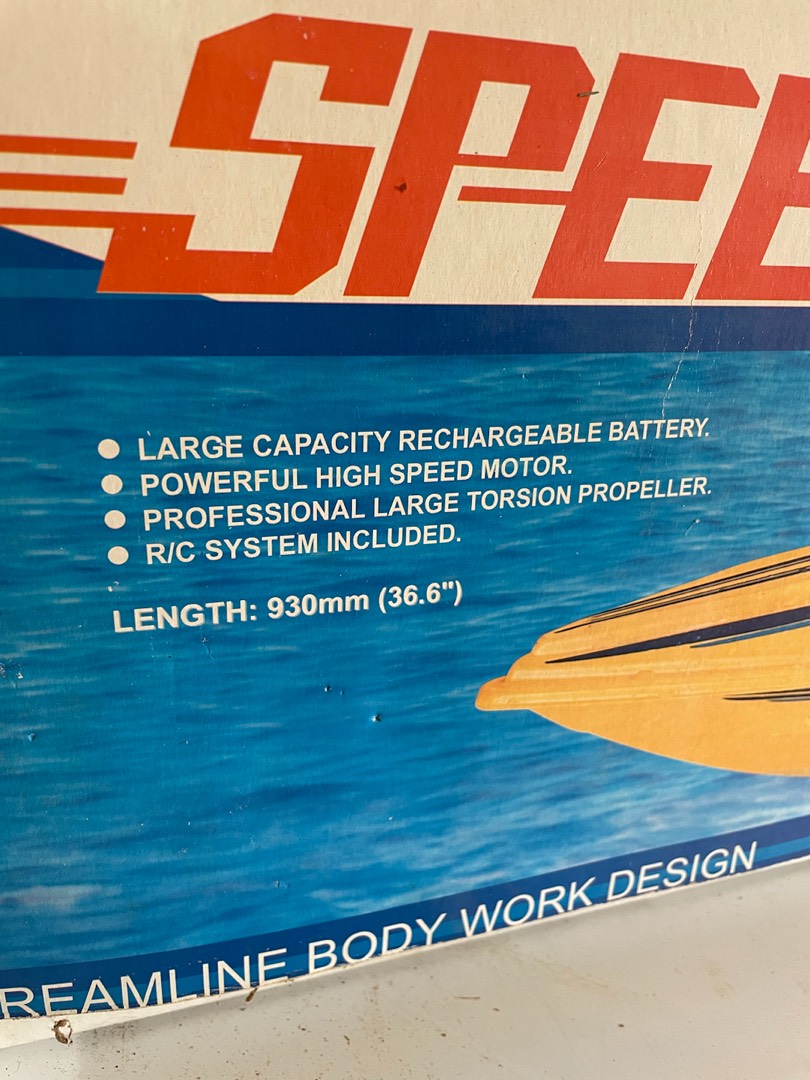 SPEE
● LARGE CAPACITY RECHARGEABLE BATTERY.
● POWERFUL HIGH SPEED MOTOR.
● PROFESSIONAL LARGE TORSION PROPELLER.
● R/C SYSTEM INCLUDED.
LENGTH: 930mm (36.6")
REAMLINE BODY WORK DESIGN